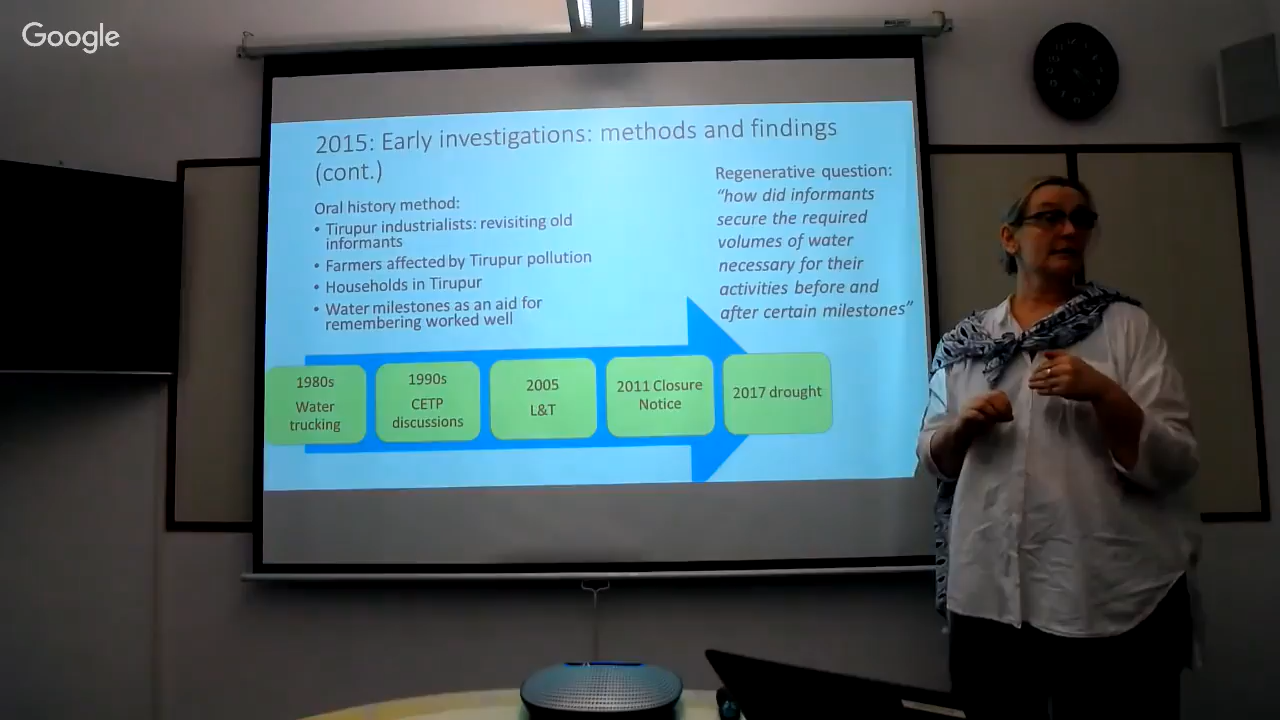 Google
2015: Early investigations: methods and findings
(cont.)
Oral history method:
• Tirupur industrialists: revisiting old
informants
• Farmers affected by Tirupur pollution
• Households in Tirupur
• Water milestones as an aid for
remembering worked well
Regenerative question:
“how did informants
secure the required
volumes of water
necessary for their
activities before and
after certain milestones”
1980s
Water
trucking
1990s
CETP
discussions
2005
L&T
2011 Closure
Notice
2017 drought